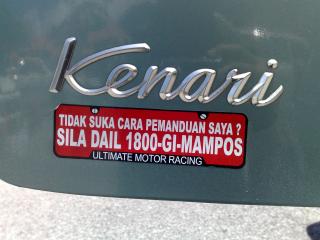 Kenari
TIDAK SUKA CARA PEMANDUAN SAYA ?
SILA DAIL 1800-GI-MAMPOS
ULTIMATE MOTOR RACING